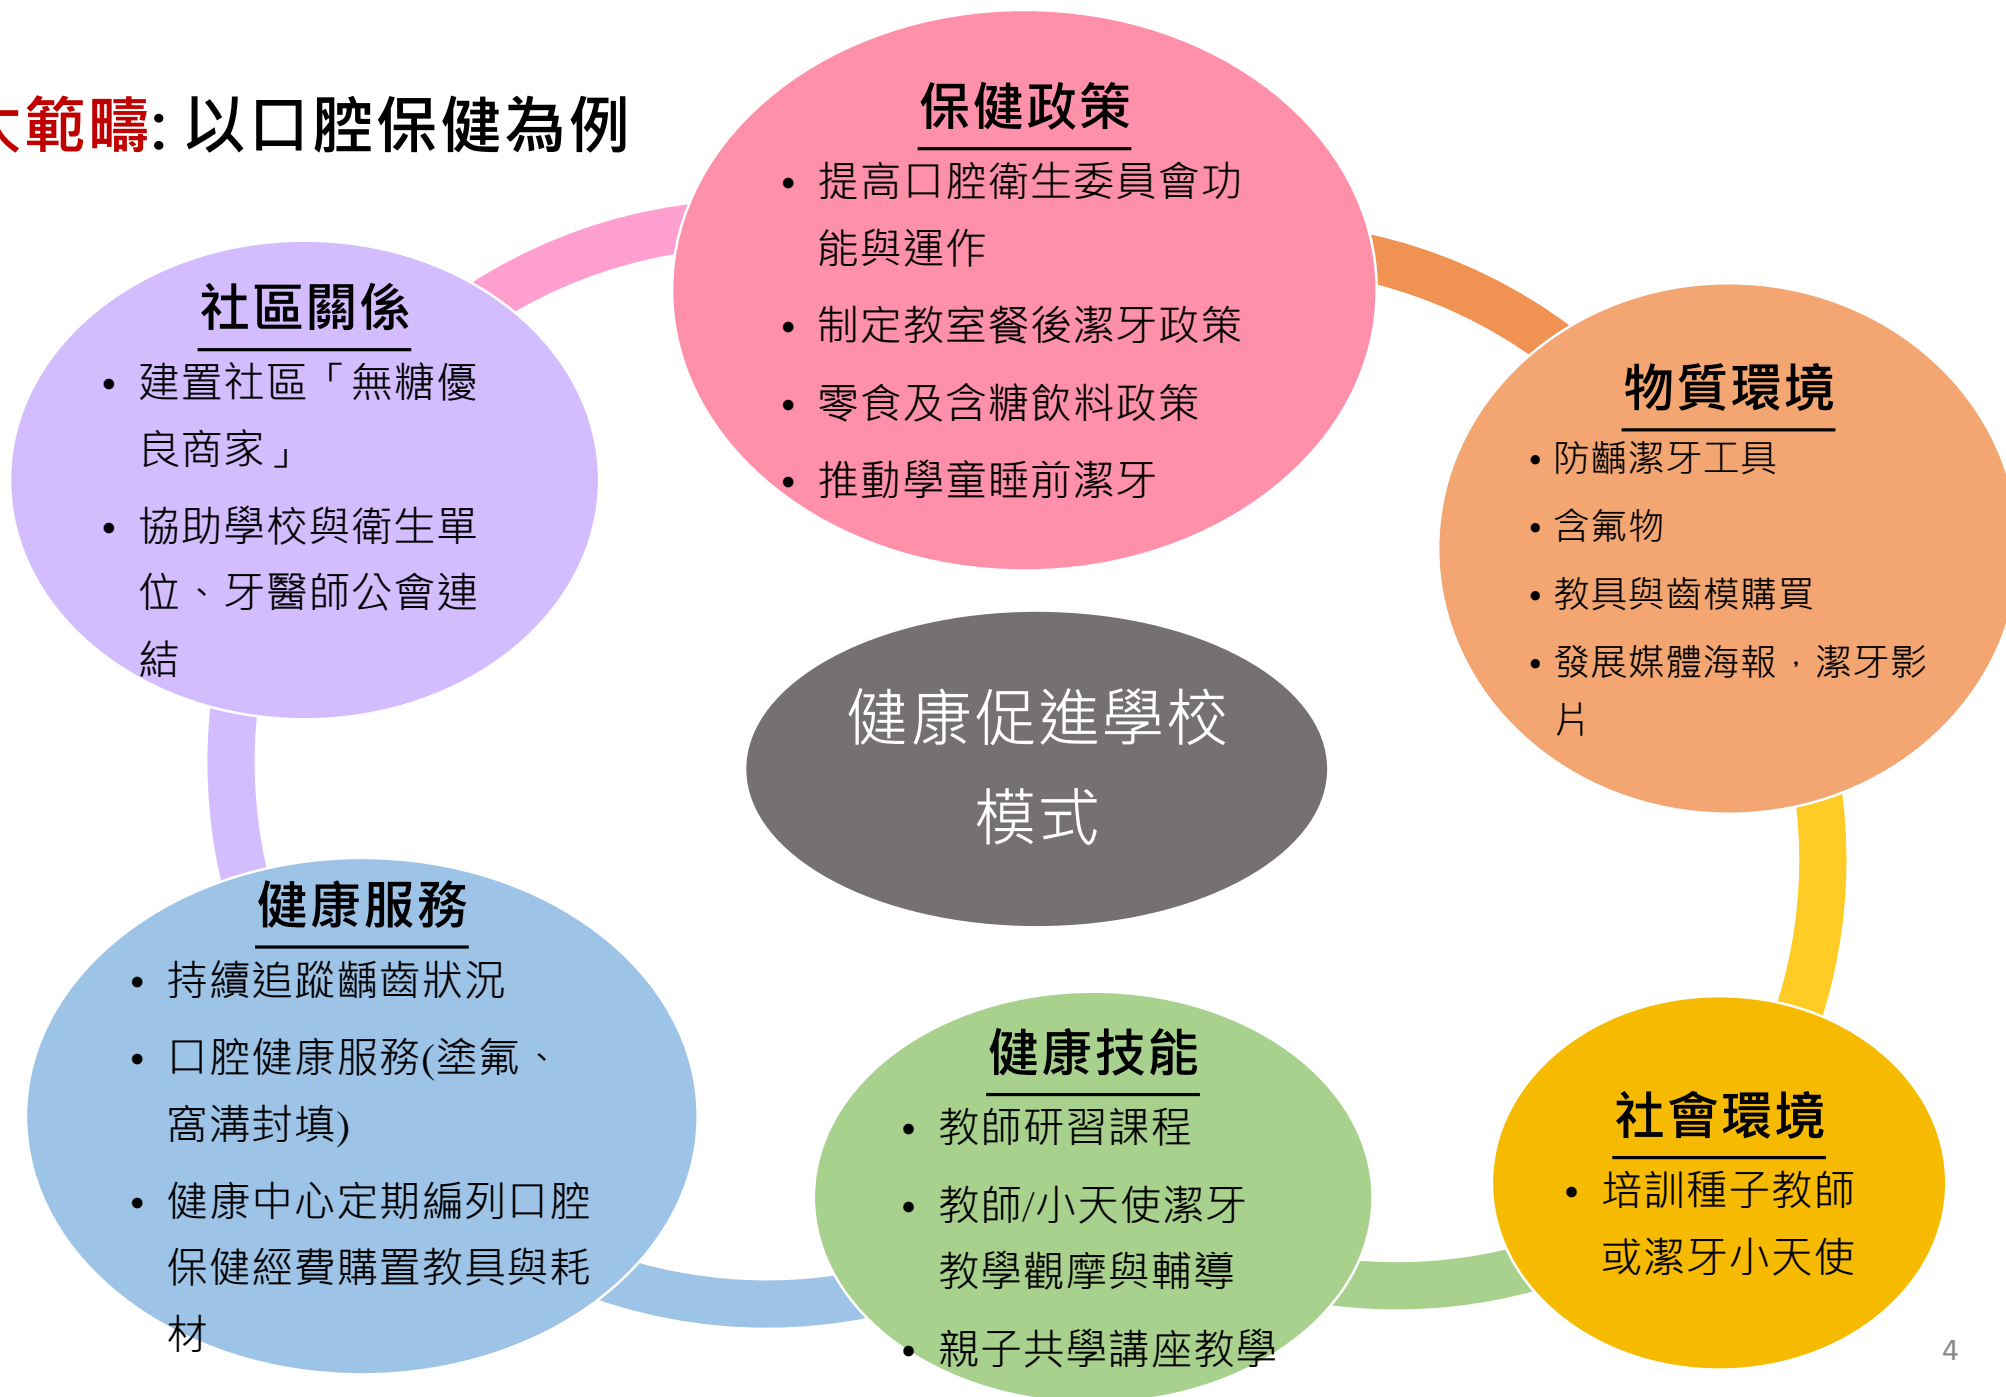 大範疇: 以口腔保健為例
保健政策
• 提高口腔衛生委員會功
能與運作
• 制定教室餐後潔牙政策
• 零食及含糖飲料政策
• 推動學童睡前潔牙
物質環境
• 防齲潔牙工具
• 含氟物
• 教具與齒模購買
• 發展媒體海報，潔牙影
片
社會環境
• 培訓種子教師
或潔牙小天使
健康技能
• 教師研習課程
• 教師/小天使潔牙
教學觀摩與輔導
• 親子共學講座教學
健康服務
• 持續追蹤齲齒狀況
• 口腔健康服務(塗氟、
窩溝封填)
• 健康中心定期編列口腔
保健經費購置教具與耗
材
社區關係
• 建置社區「無糖優
良商家」
• 協助學校與衛生單
位、牙醫師公會連
結
健康促進學校
模式
4